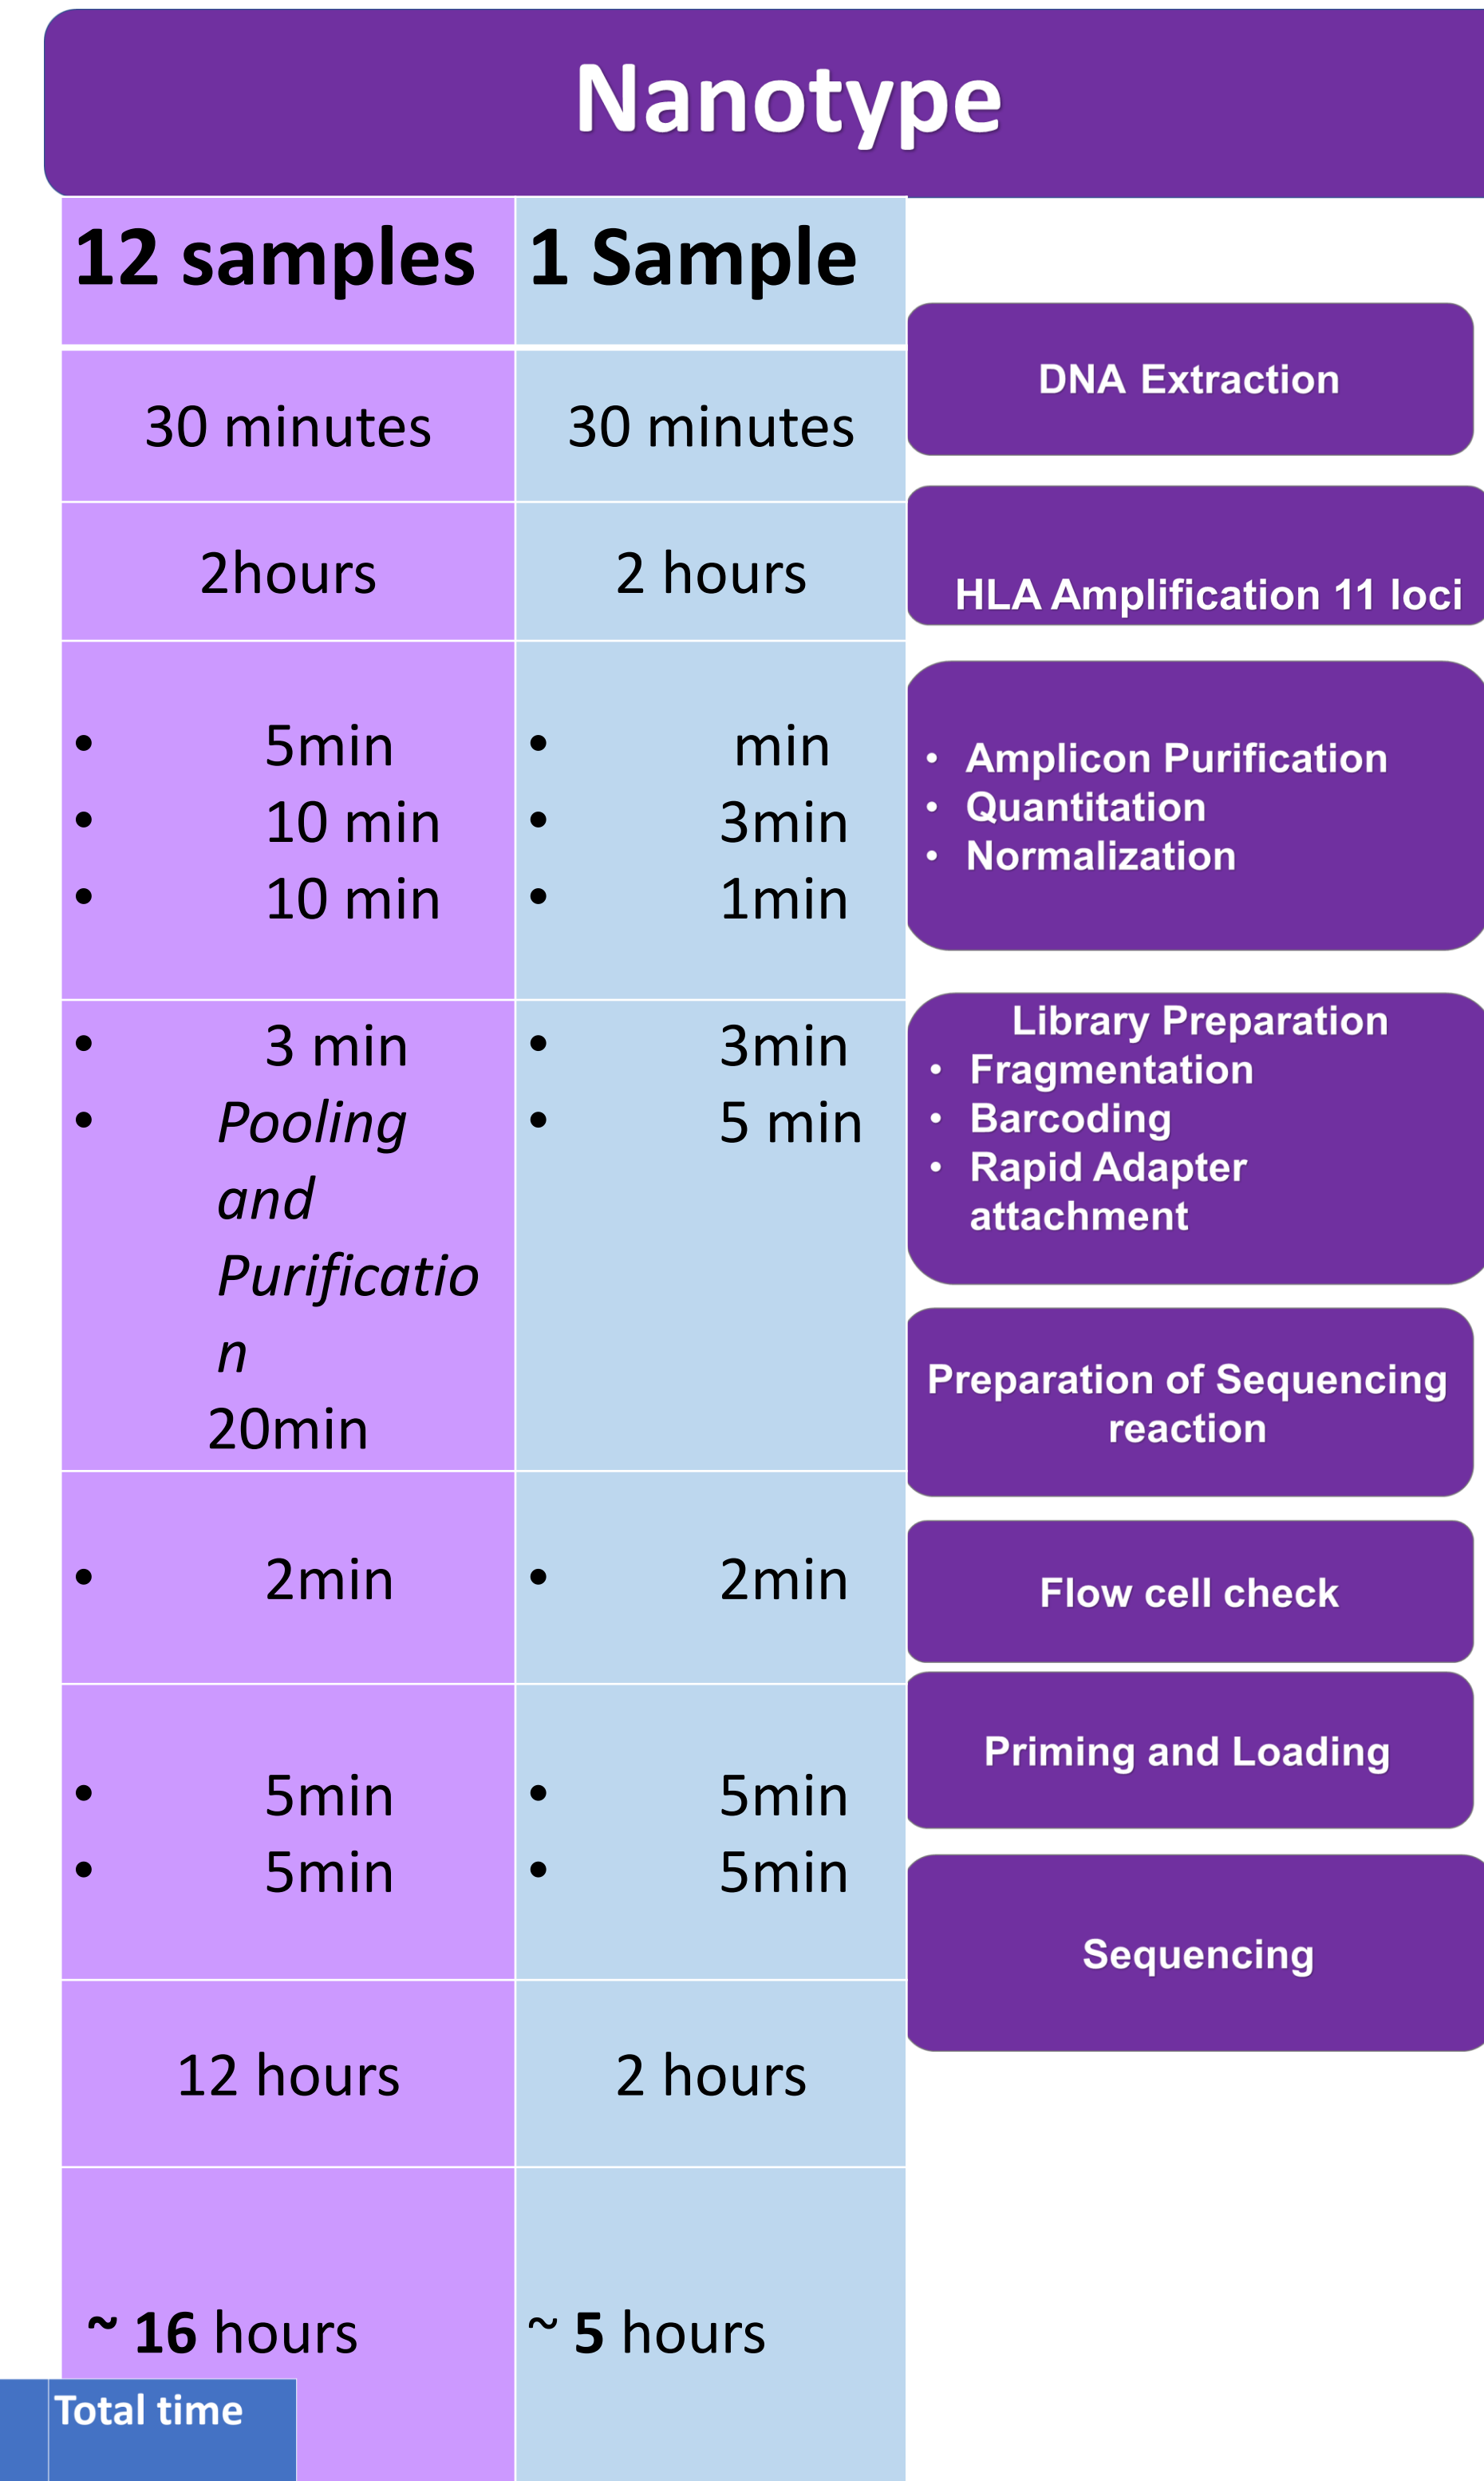 Nanotype
12 samples
1 Sample
30 minutes
30 minutes
DNA Extraction
2hours
2 hours
HLA Amplification 11 loci
• 5min
• 10 min
• 10 min
• min
• 3min
• 1min
• Amplicon Purification
• Quantitation
• Normalization
• 3 min
• Pooling
and
Purificatio
n
20min
• 3min
• 5 min
Library Preparation
• Fragmentation
• Barcoding
• Rapid Adapter
attachment
Preparation of Sequencing
reaction
• 2min
• 2min
Flow cell check
• 5min
• 5min
• 5min
• 5min
Priming and Loading
12 hours
2 hours
Sequencing
~ 16 hours
~ 5 hours
Total time